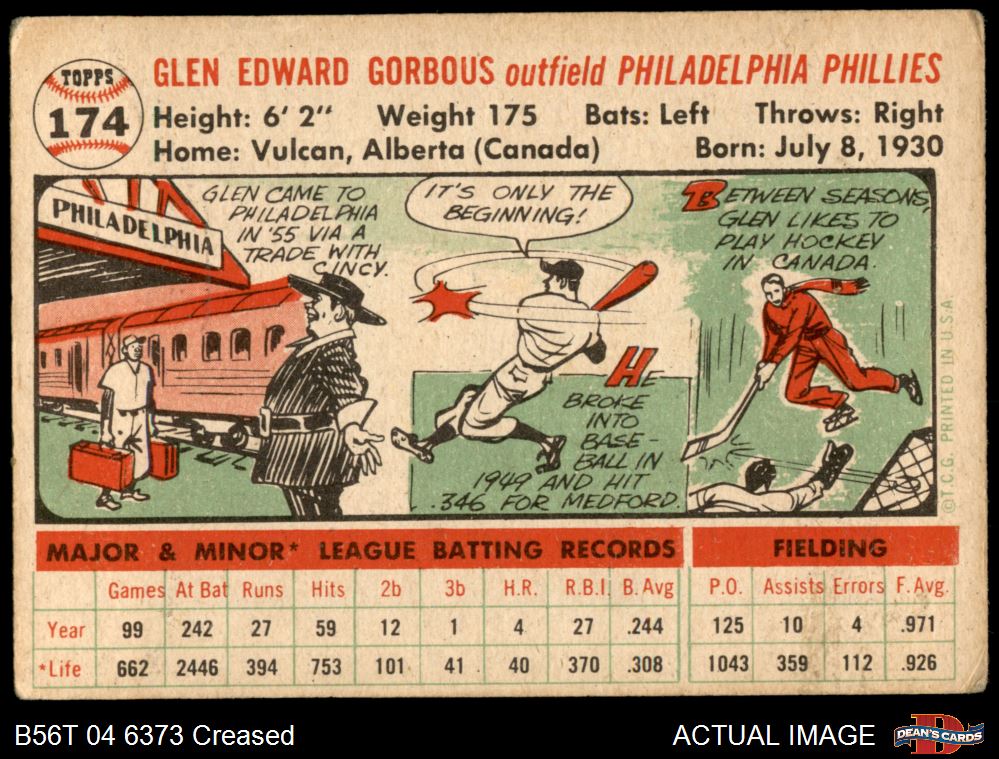 TOPPS
174
GLEN EDWARD GORBOUS outfield PHILADELPHIA PHILLIES
Height: 6' 2" Weight 175 Bats: Left Throws: Right
Home: Vulcan, Alberta (Canada) Born: July 8, 1930
PHILADELPHIA
GLEN CAME TO
PHILADELPHIA
IN '55 VIA A
TRADE WITH
CINCY.
IT'S ONLY THE
BEGINNING!
HE
BROKE
INTO
BASE-
BALL IN
1949 AND HIT
.346 FOR MEDFORD.
BETWEEN SEASONS,
GLEN LIKES TO
PLAY HOCKEY
IN CANADA.
©T.C.G. PRINTED IN U.S.A.
MAJOR & MINOR* LEAGUE BATTING RECORDS FIELDING
Games At Bat Runs Hits 2b 3b H.R. R.B.I. B. Avg P.O. Assists Errors F. Avg.
Year 99 242 27 59 12 1 4 27 .244 125 10 4 .971
*Life 662 2446 394 753 101 41 40 370 .308 1043 359 112 .926
B56T 04 6373 Creased ACTUAL IMAGE
DEAN'S CARDS